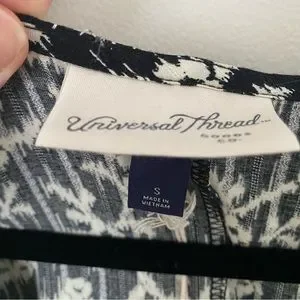 Universal Thread...
GOODS
CO.
S
MADE IN
VIETNAM